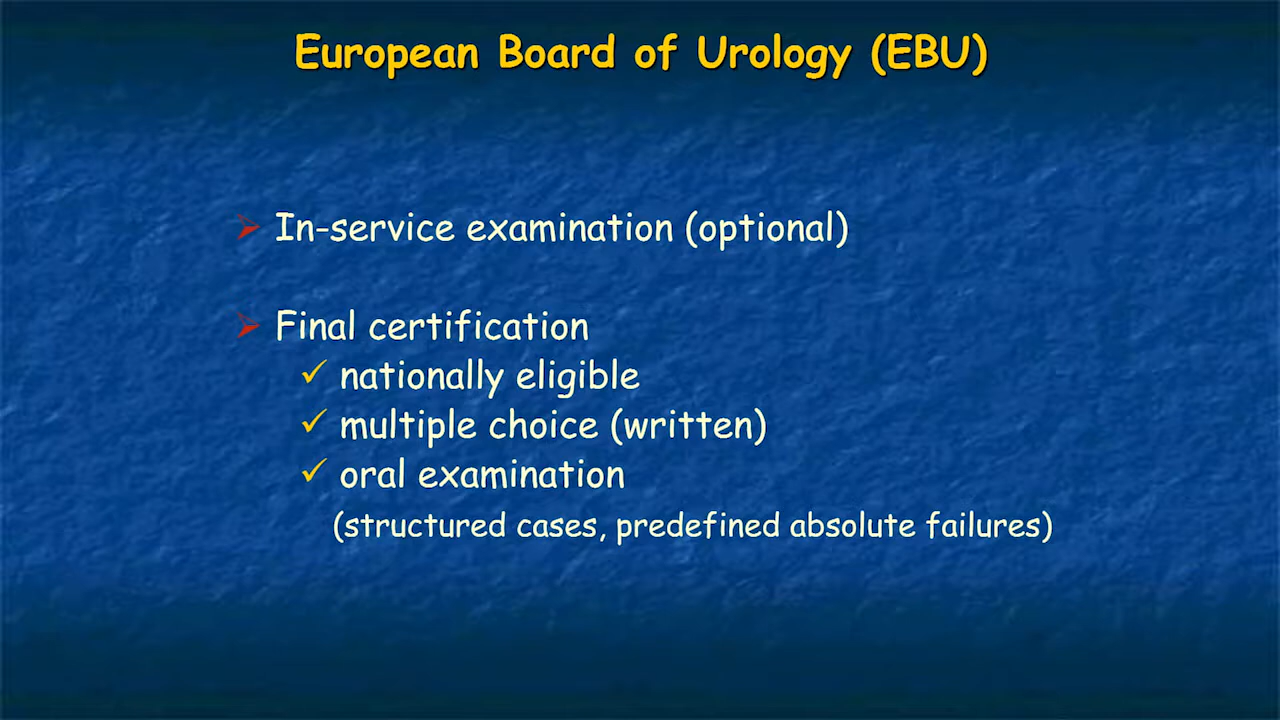 European Board of Urology (EBU)
In-service examination (optional)
Final certification
nationally eligible
multiple choice (written)
oral examination
(structured cases, predefined absolute failures)